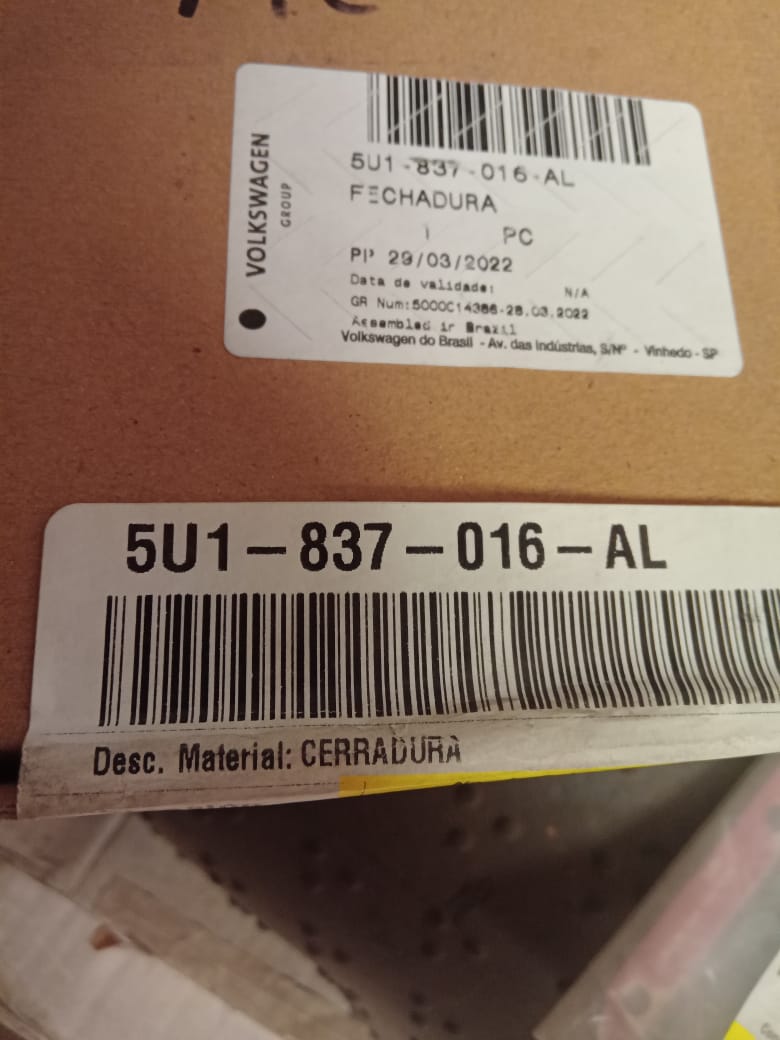 VOLKSWAGEN
GROUP
5U1-837-016-AL
FECHADURA
1 PC
29/03/2022
Data de validade: N/A
GR Num:5000C14386-28.03.2022
Assembled in Brazil
Volkswagen do Brasil - Av. das Indústrias, S/Nº - Vinhedo - SP
5U1-837-016-AL
Desc. Material: CERRADURA